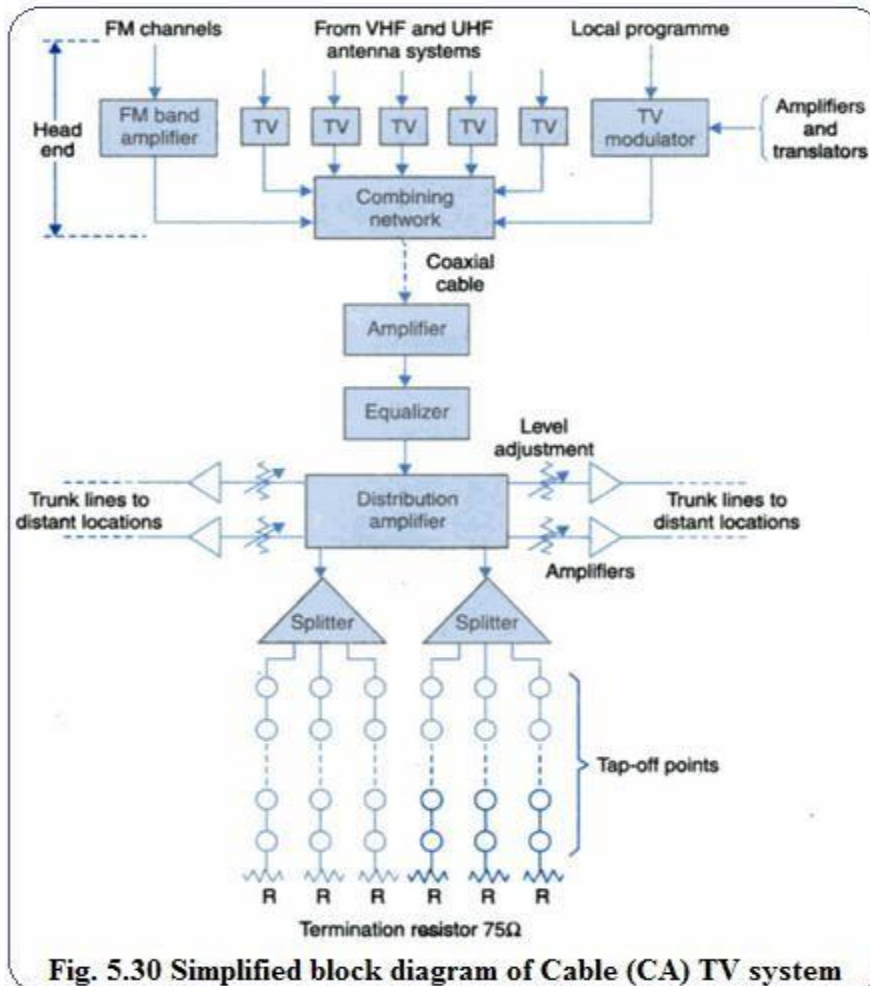 FM channels
From VHF and UHF
antenna systems
Local programme
Head
end
FM band
amplifier
TV
TV
TV
TV
TV
TV
modulator
Amplifiers
and
translators
Combining
network
Coaxial
cable
Amplifier
Equalizer
Level
adjustment
Trunk lines to
distant locations
Distribution
amplifier
Trunk lines to
distant locations
Amplifiers
Splitter
Splitter
Tap-off points
R
R
R
R
R
R
Termination resistor 75Ω
Fig. 5.30 Simplified block diagram of Cable (CA) TV system